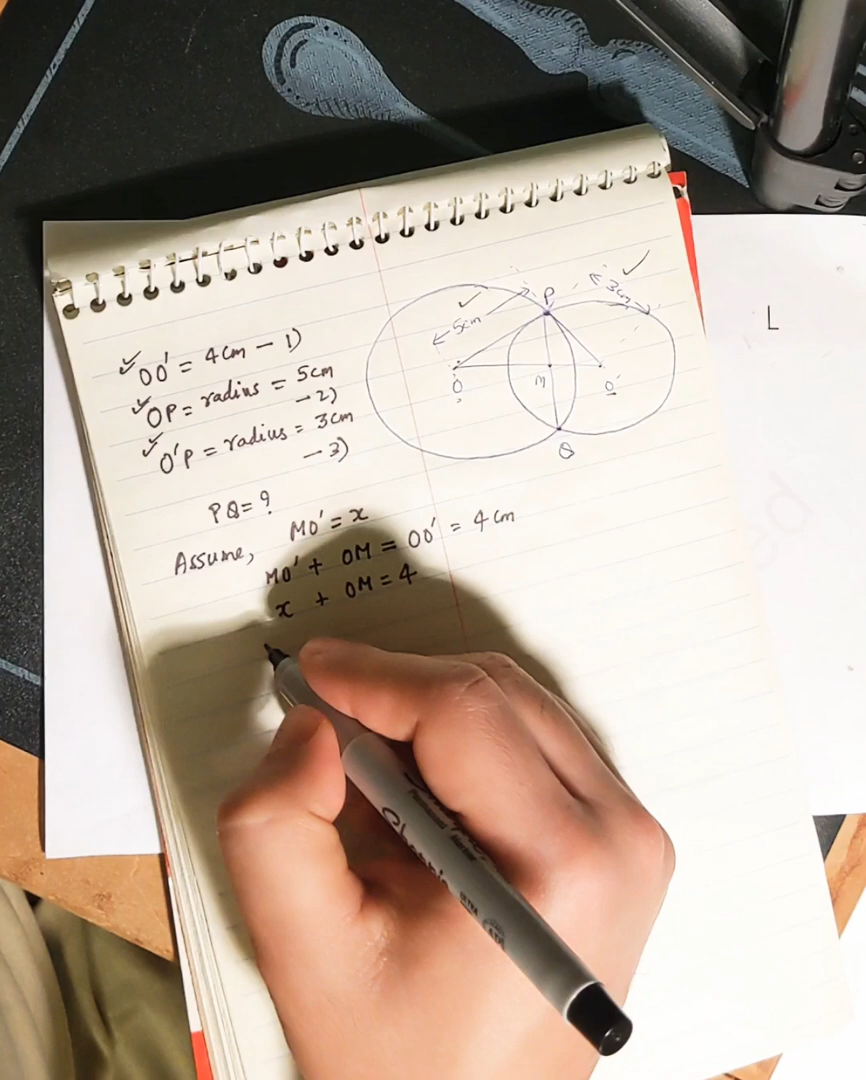 OO' = 4cm – 1)
OP = radius = 5cm
– 2)
O'P = radius = 3cm
– 3)
P
5cm
3cm
O
M
O'
Q
L
PQ = ?
Assume, MO' = x
MO' + OM = OO' = 4cm
x + OM = 4